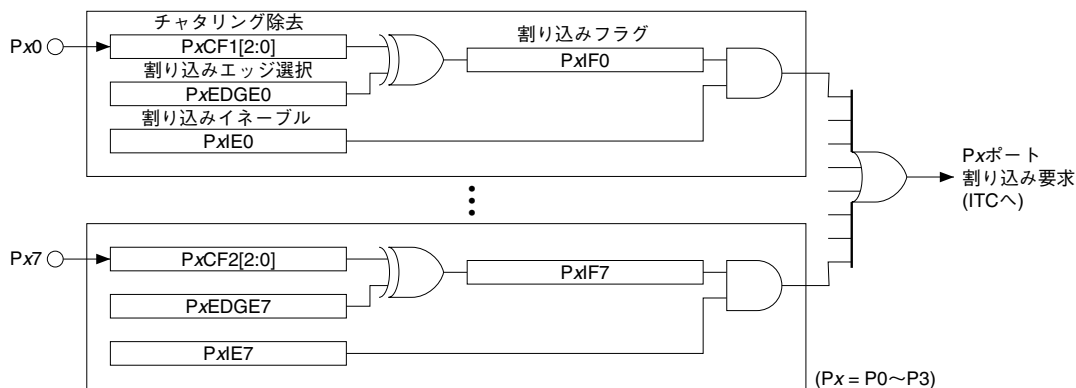 チャタリング除去
Px0
PxCF1[2:0]
割り込みエッジ選択
PxEDGE0
割り込みイネーブル
PxIE0
割り込みフラグ
PxIF0
Pxポート
割り込み要求
(ITCへ)
Px7
PxCF2[2:0]
PxEDGE7
PxIE7
PxIF7
(Px = P0～P3)